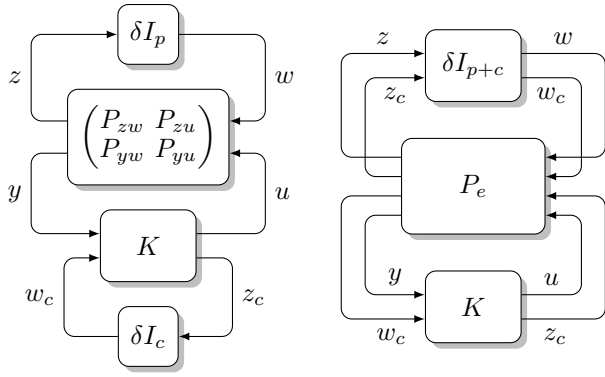 δI_p
z w
(P_zw P_zu
P_yw P_yu)
y u
K
w_c z_c
δI_c
z w
δI_{p+c}
z_c w_c
P_e
y u
K
w_c z_c